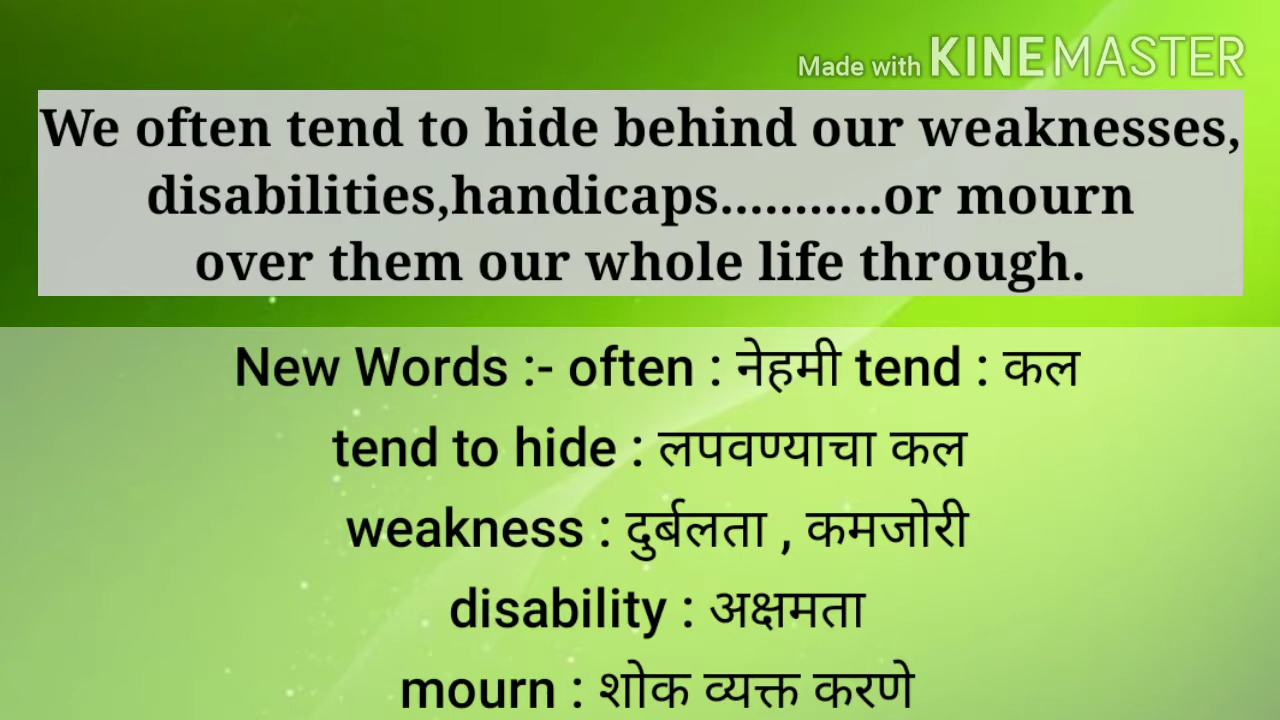 Made with KINEMASTER
We often tend to hide behind our weaknesses,
disabilities,handicaps...........or mourn
over them our whole life through.
New Words :- often : नेहमी tend : कल
tend to hide : लपवण्याचा कल
weakness : दुर्बलता , कमजोरी
disability : अक्षमता
mourn : शोक व्यक्त करणे